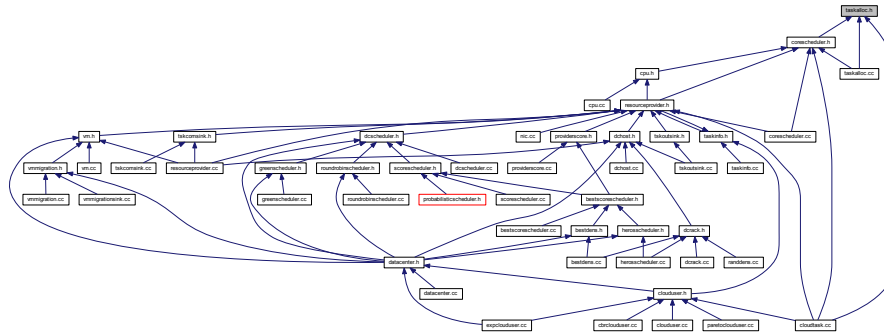 taskalloc.h
corescheduler.h
cpu.h
taskalloc.cc
cpu.cc
resourceprovider.h
vm.h
tskcomsink.h
dcscheduler.h
nic.cc
providerscore.h
dchost.h
tskoutsink.h
taskinfo.h
corescheduler.cc
vmmigration.h
vm.cc
tskcomsink.cc
resourceprovider.cc
greenscheduler.h
roundrobinscheduler.h
scorescheduler.h
dcscheduler.cc
providerscore.cc
dchost.cc
tskoutsink.cc
taskinfo.cc
vmmigration.cc
vmmigrationsink.cc
greenscheduler.cc
roundrobinscheduler.cc
probabilisticscheduler.h
scorescheduler.cc
bestscorescheduler.h
bestscorescheduler.cc
bestdens.h
herosscheduler.h
dcrack.h
datacenter.h
bestdens.cc
herosscheduler.cc
dcrack.cc
randdens.cc
datacenter.cc
clouduser.h
expclouduser.cc
cbrclouduser.cc
clouduser.cc
paretoclouduser.cc
cloudtask.cc